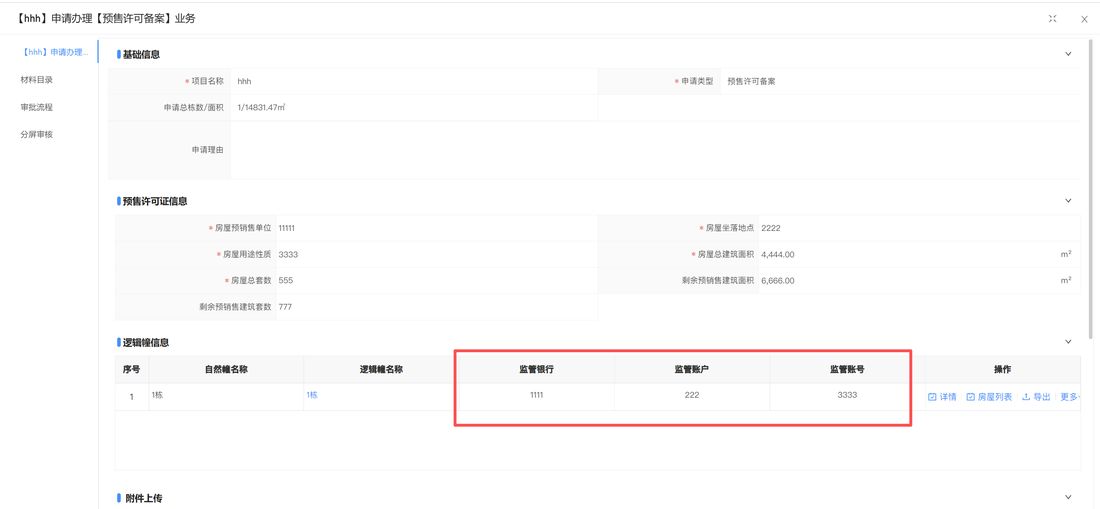 【hhh】申请办理【预售许可备案】业务
【hhh】申请办理...
材料目录
审批流程
分屏审核
基础信息
* 项目名称 hhh * 申请类型 预售许可备案
申请总栋数/面积 1/14831.47㎡
申请理由
预售许可证信息
* 房屋预销售单位 11111 * 房屋坐落地点 2222
* 房屋用途性质 3333 * 房屋总建筑面积 4,444.00 m²
* 房屋总套数 555 剩余预销售建筑面积 6,666.00 m²
剩余预销售建筑套数 777
逻辑幢信息
序号 自然幢名称 逻辑幢名称 监管银行 监管账户 监管账号 操作
1 1栋 1栋 1111 222 3333 详情 房屋列表 导出 更多
附件上传